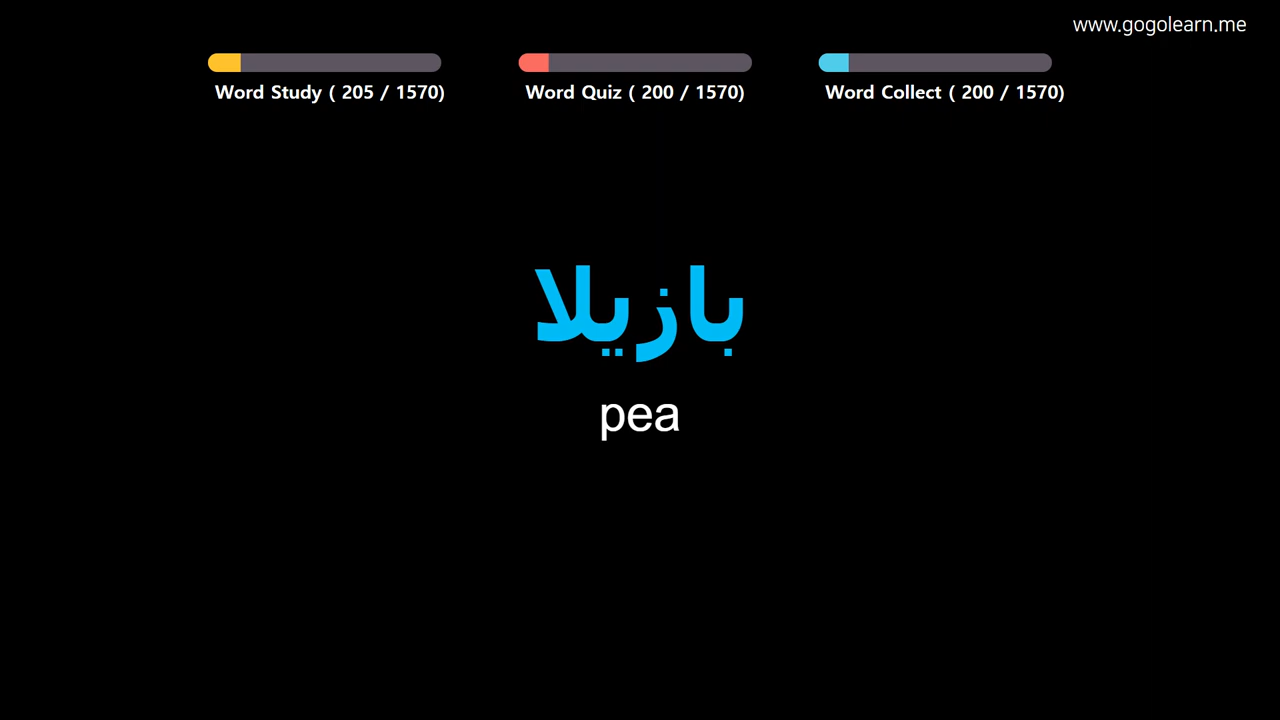 www.gogolearn.me
Word Study ( 205 / 1570)
Word Quiz ( 200 / 1570)
Word Collect ( 200 / 1570)
بازيلا
pea